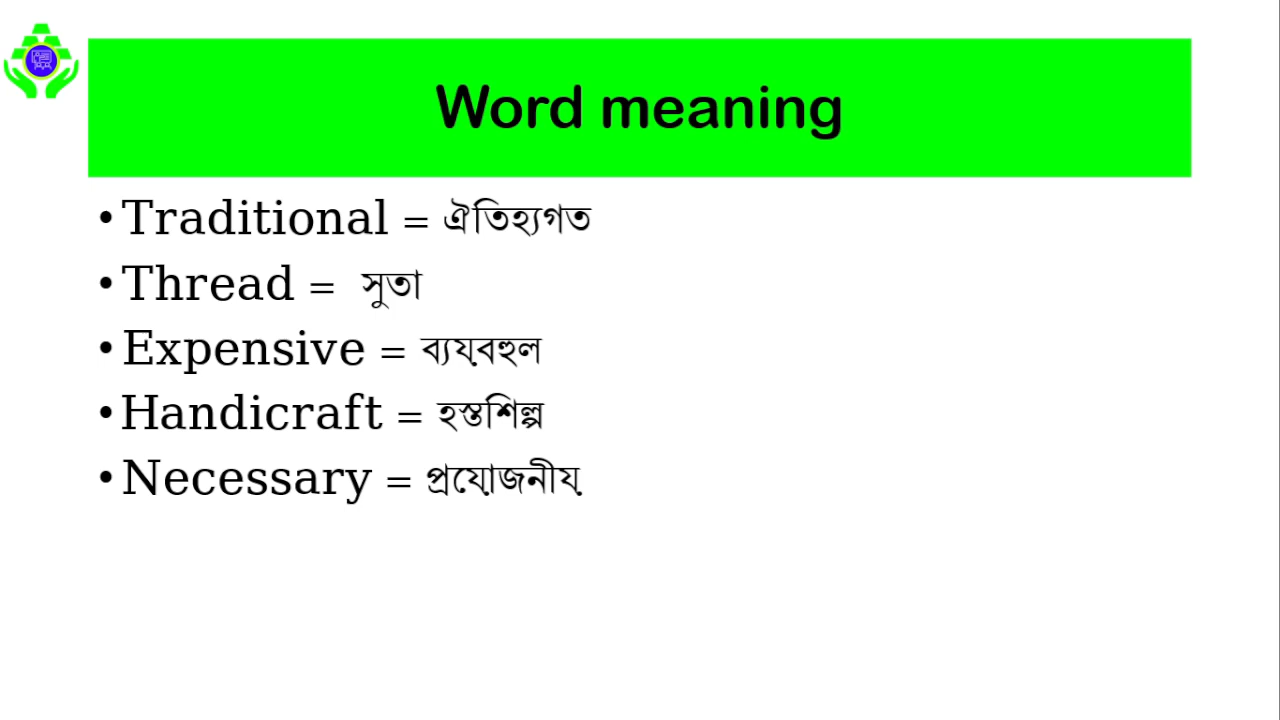 Word meaning
•Traditional = ঐতিহ্যগত
•Thread = সুতা
•Expensive = ব্যয়বহুল
•Handicraft = হস্তশিল্প
•Necessary = প্রয়োজনীয়